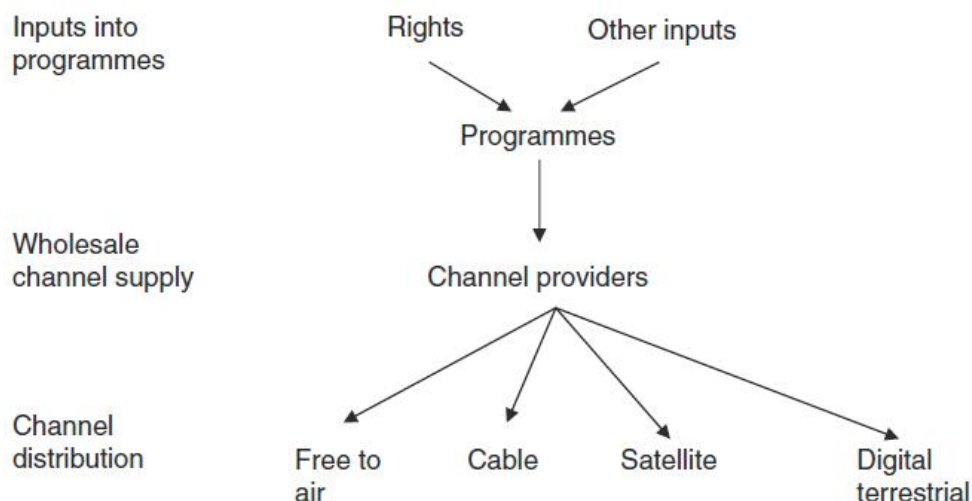 Inputs into
programmes
Rights
Other inputs
Programmes
Wholesale
channel supply
Channel providers
Channel
distribution
Free to
air
Cable
Satellite
Digital
terrestrial